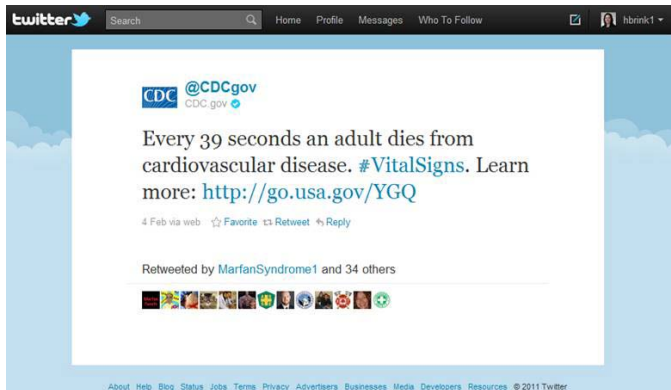 twitter Search Home Profile Messages Who To Follow hbrink1
CDC @CDCgov
CDC.gov
Every 39 seconds an adult dies from
cardiovascular disease. #VitalSigns. Learn
more: http://go.usa.gov/YGQ
4 Feb via web Favorite Retweet Reply
Retweeted by MarfanSyndrome1 and 34 others
About Help Blog Status Jobs Terms Privacy Advertisers Businesses Media Developers Resources © 2011 Twitter